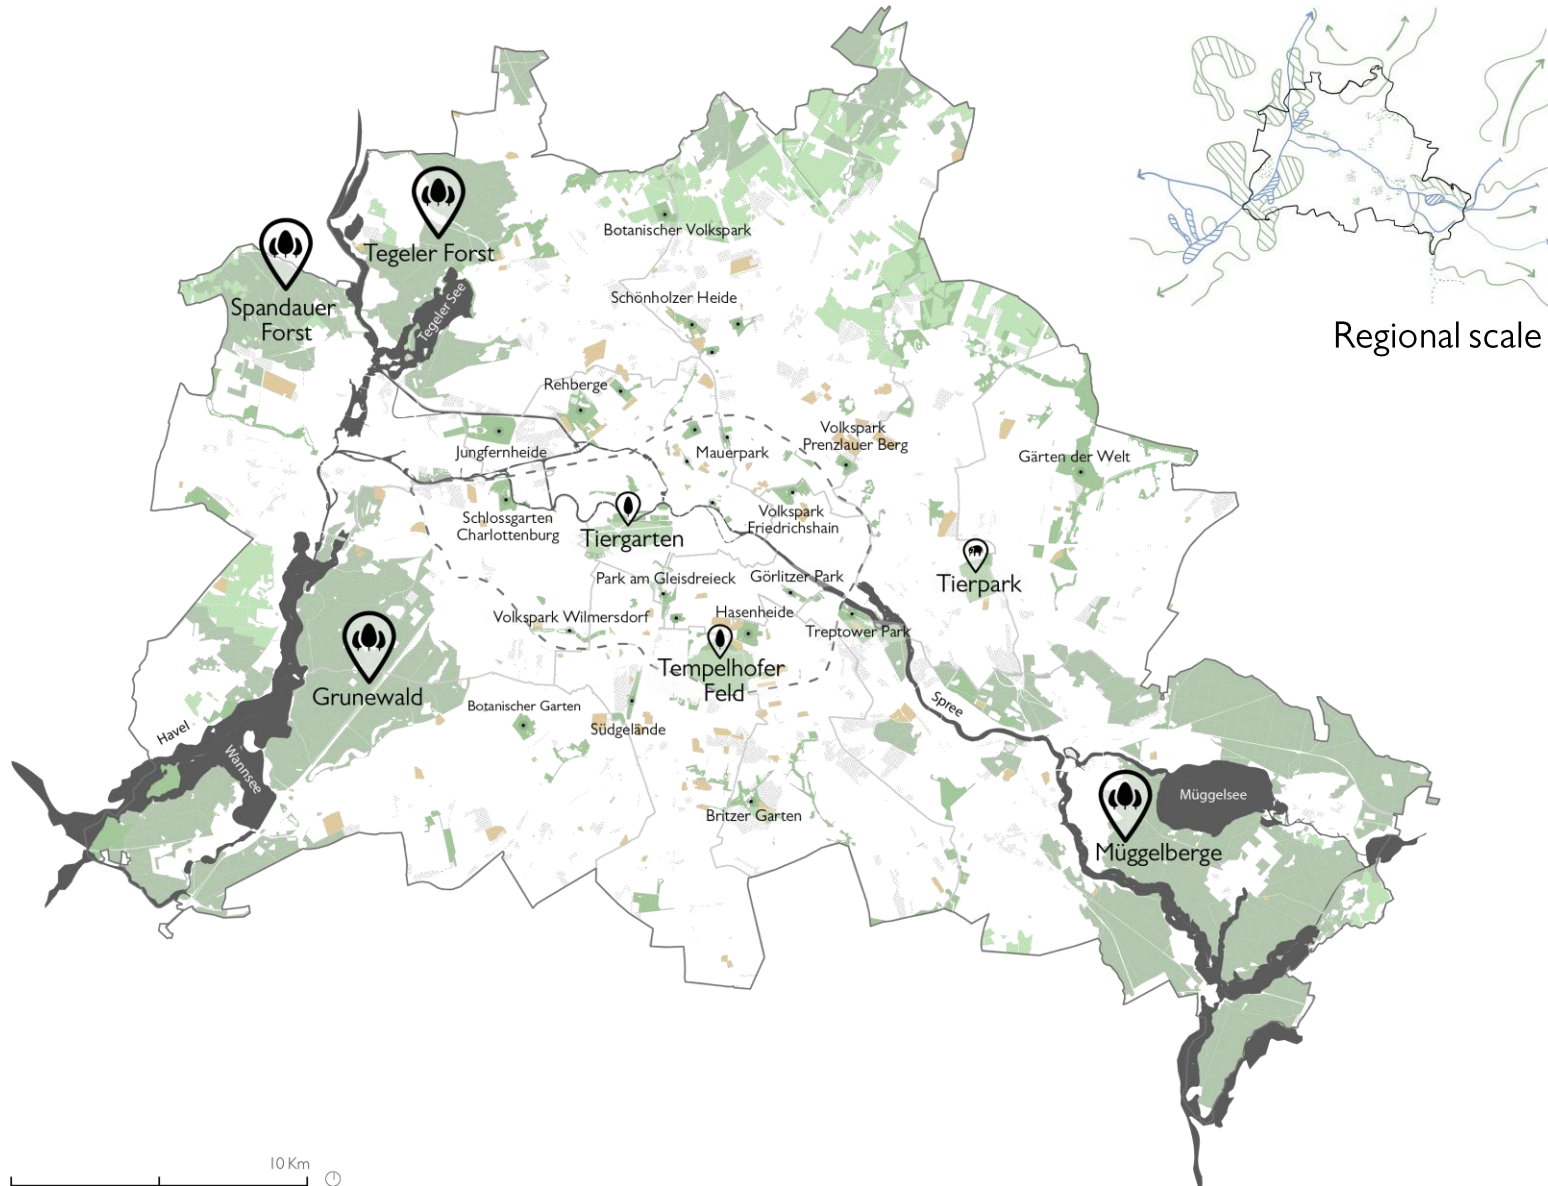 Botanischer Volkspark
Tegeler Forst
Spandauer
Forst
Tegeler See
Schönholzer Heide
Regional scale
Rehberge
Volkspark
Prenzlauer Berg
Jungfernheide
Mauerpark
Gärten der Welt
Schlossgarten
Charlottenburg
Tiergarten
Volkspark
Friedrichshain
Park am Gleisdreieck
Görlitzer Park
Tierpark
Volkspark Wilmersdorf
Hasenheide
Treptower Park
Tempelhofer
Feld
Grunewald
Botanischer Garten
Südgelände
Spree
Havel
Wannsee
Müggelsee
Britzer Garten
Müggelberge
10 Km